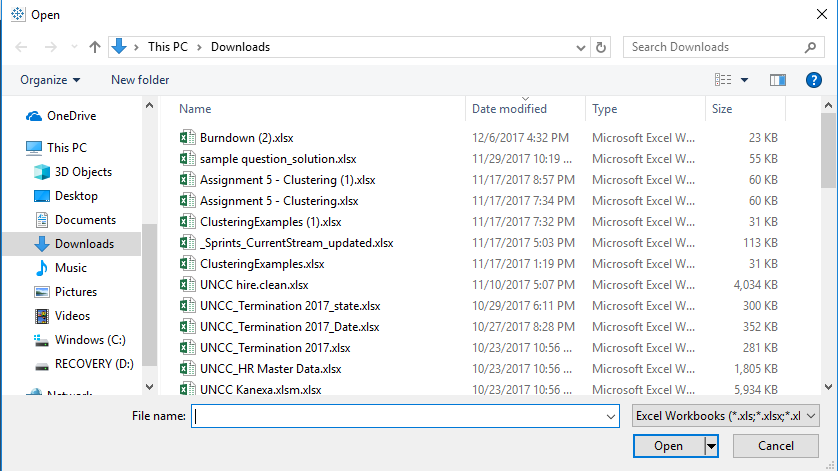 Open
This PC > Downloads
Search Downloads
Organize
New folder
?
OneDrive
This PC
3D Objects
Desktop
Documents
Downloads
Music
Pictures
Videos
Windows (C:)
RECOVERY (D:)
Name Date modified Type Size
Burndown (2).xlsx 12/6/2017 4:32 PM Microsoft Excel W... 23 KB
sample question_solution.xlsx 11/29/2017 10:19 ... Microsoft Excel W... 55 KB
Assignment 5 - Clustering (1).xlsx 11/17/2017 8:57 PM Microsoft Excel W... 60 KB
Assignment 5 - Clustering.xlsx 11/17/2017 7:34 PM Microsoft Excel W... 60 KB
ClusteringExamples (1).xlsx 11/17/2017 7:32 PM Microsoft Excel W... 31 KB
_Sprints_CurrentStream_updated.xlsx 11/17/2017 5:03 PM Microsoft Excel W... 113 KB
ClusteringExamples.xlsx 11/17/2017 1:19 PM Microsoft Excel W... 31 KB
UNCC hire.clean.xlsx 11/10/2017 5:07 PM Microsoft Excel W... 4,034 KB
UNCC_Termination 2017_state.xlsx 10/29/2017 6:11 PM Microsoft Excel W... 300 KB
UNCC_Termination 2017_Date.xlsx 10/27/2017 8:28 PM Microsoft Excel W... 352 KB
UNCC_Termination 2017.xlsx 10/23/2017 10:56 ... Microsoft Excel W... 281 KB
UNCC_HR Master Data.xlsx 10/23/2017 10:56 ... Microsoft Excel W... 1,805 KB
UNCC Kanexa.xlsm.xlsx 10/23/2017 10:56 ... Microsoft Excel W... 5,934 KB
File name:
Excel Workbooks (*.xls;*.xlsx;*.xl
Open
Cancel